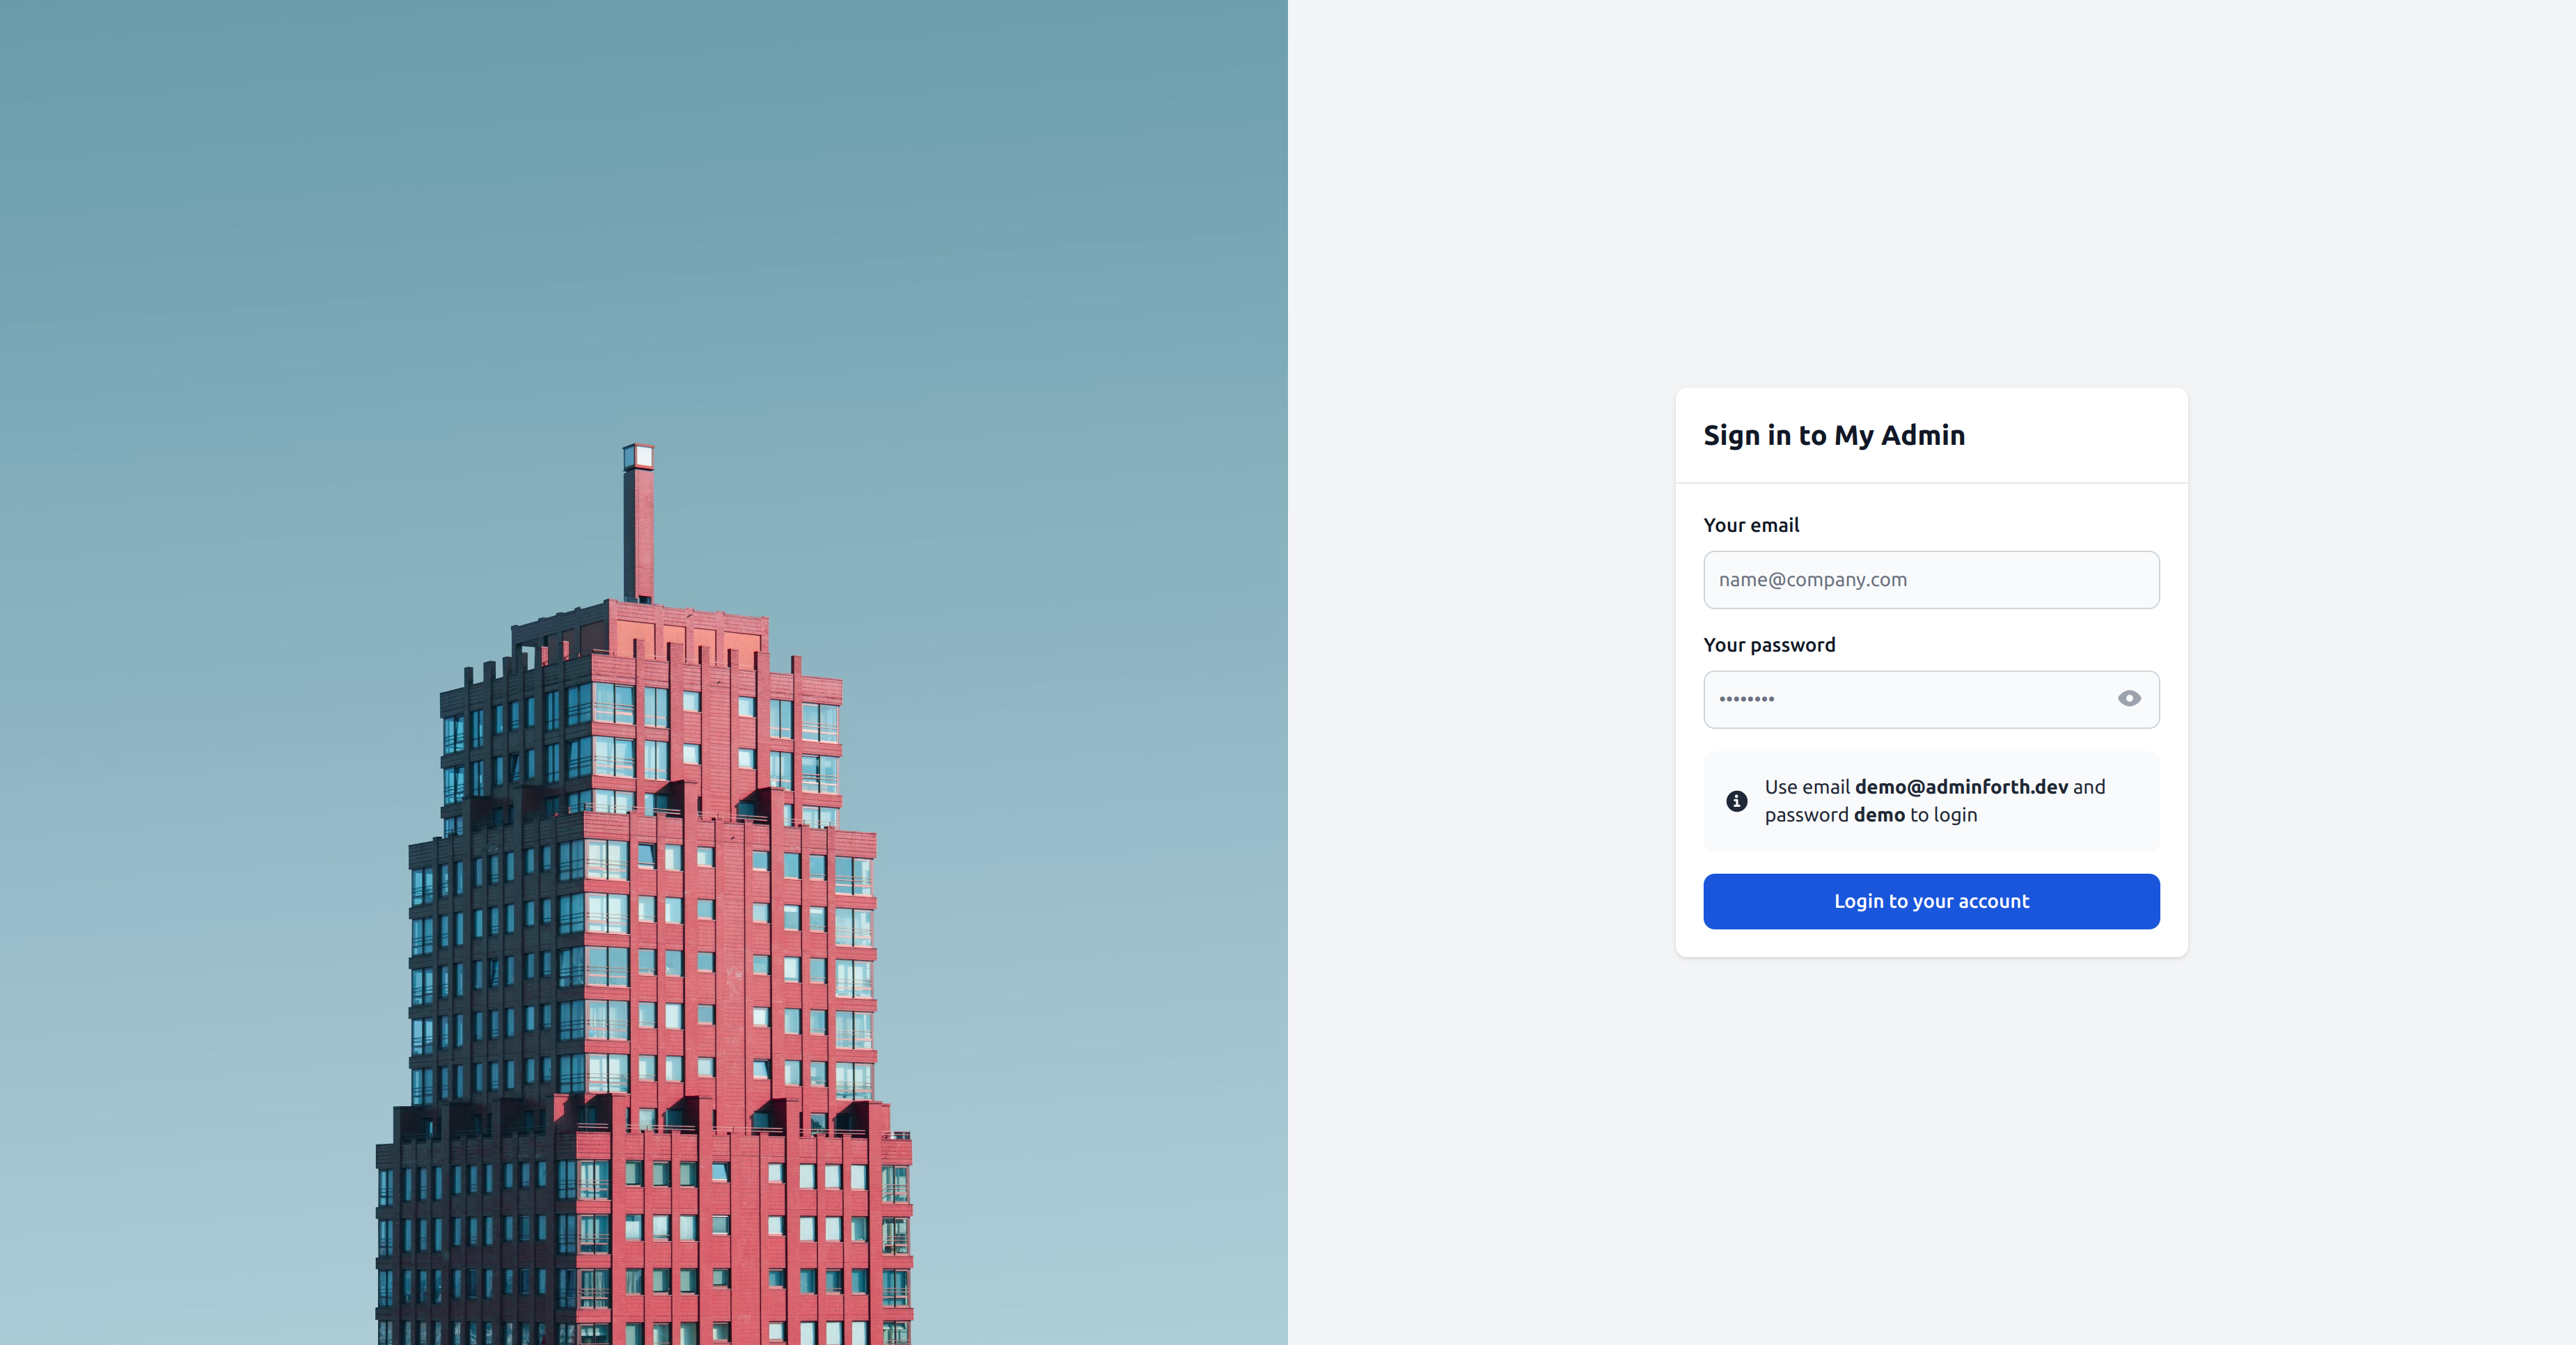 Sign in to My Admin
Your email
name@company.com
Your password
••••••••
Use email demo@adminforth.dev and
password demo to login
Login to your account